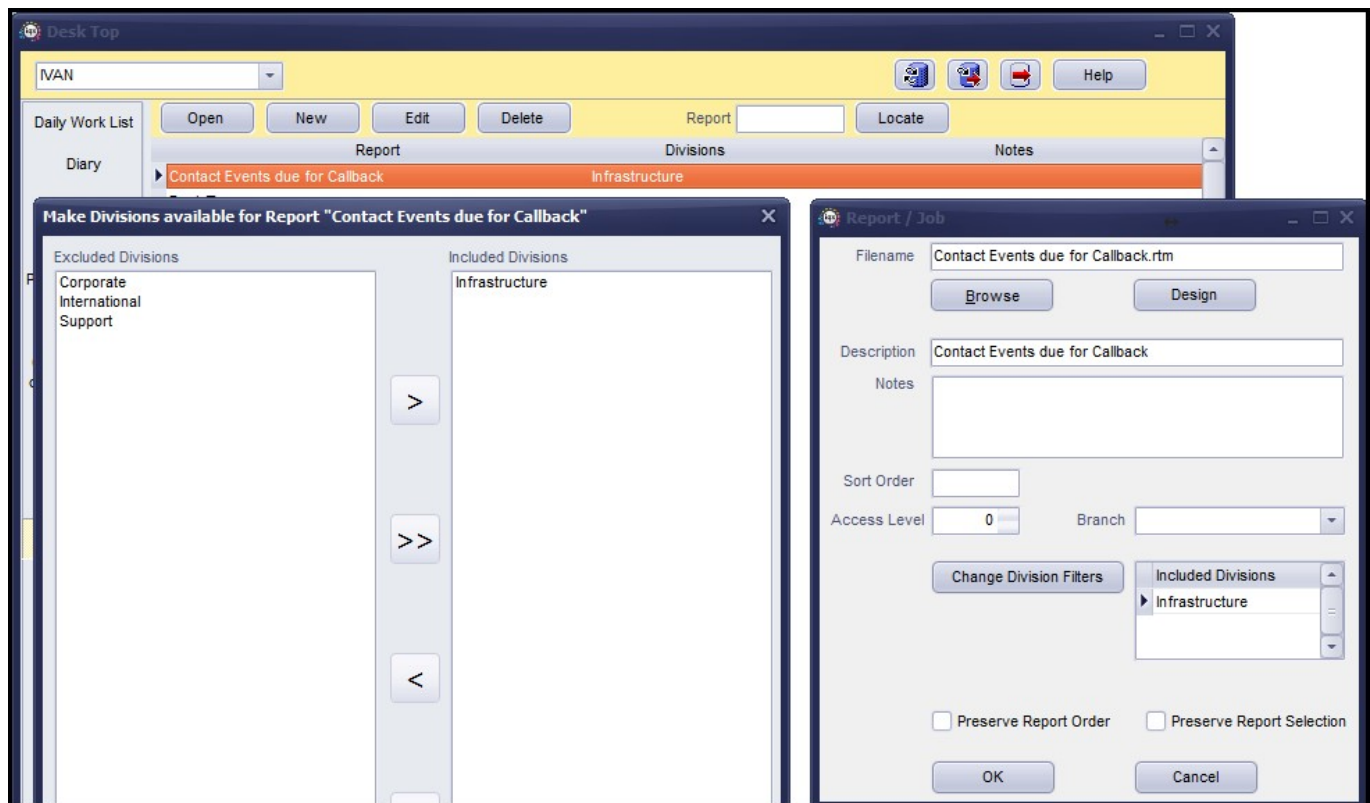 Desk Top
IVAN
Help
Daily Work List
Diary
Open New Edit Delete Report Locate
Report Divisions Notes
Contact Events due for Callback Infrastructure
Make Divisions available for Report "Contact Events due for Callback"
Excluded Divisions Included Divisions
Corporate
International
Support
Infrastructure
>
>>
<
Report / Job
Filename Contact Events due for Callback.rtm
Browse Design
Description Contact Events due for Callback
Notes
Sort Order
Access Level 0 Branch
Change Division Filters Included Divisions
Infrastructure
Preserve Report Order Preserve Report Selection
OK Cancel